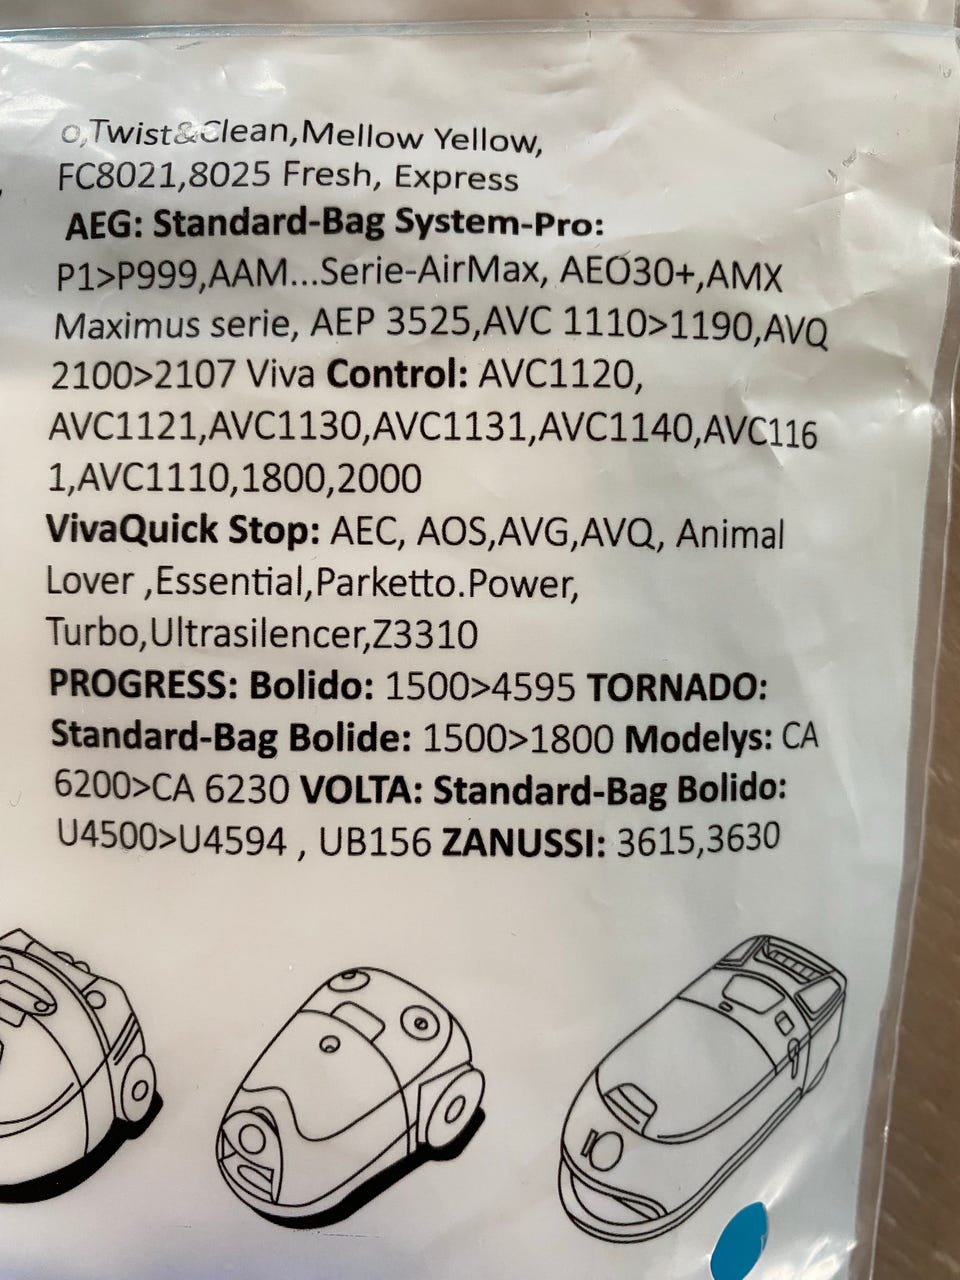 o,Twist&Clean,Mellow Yellow,
FC8021,8025 Fresh, Express
AEG: Standard-Bag System-Pro:
P1>P999,AAM...Serie-AirMax, AEO30+,AMX
Maximus serie, AEP 3525,AVC 1110>1190,AVQ
2100>2107 Viva Control: AVC1120,
AVC1121,AVC1130,AVC1131,AVC1140,AVC116
1,AVC1110,1800,2000
VivaQuick Stop: AEC, AOS,AVG,AVQ, Animal
Lover ,Essential,Parketto.Power,
Turbo,Ultrasilencer,Z3310
PROGRESS: Bolido: 1500>4595 TORNADO:
Standard-Bag Bolide: 1500>1800 Modelys: CA
6200>CA 6230 VOLTA: Standard-Bag Bolido:
U4500>U4594 , UB156 ZANUSSI: 3615,3630